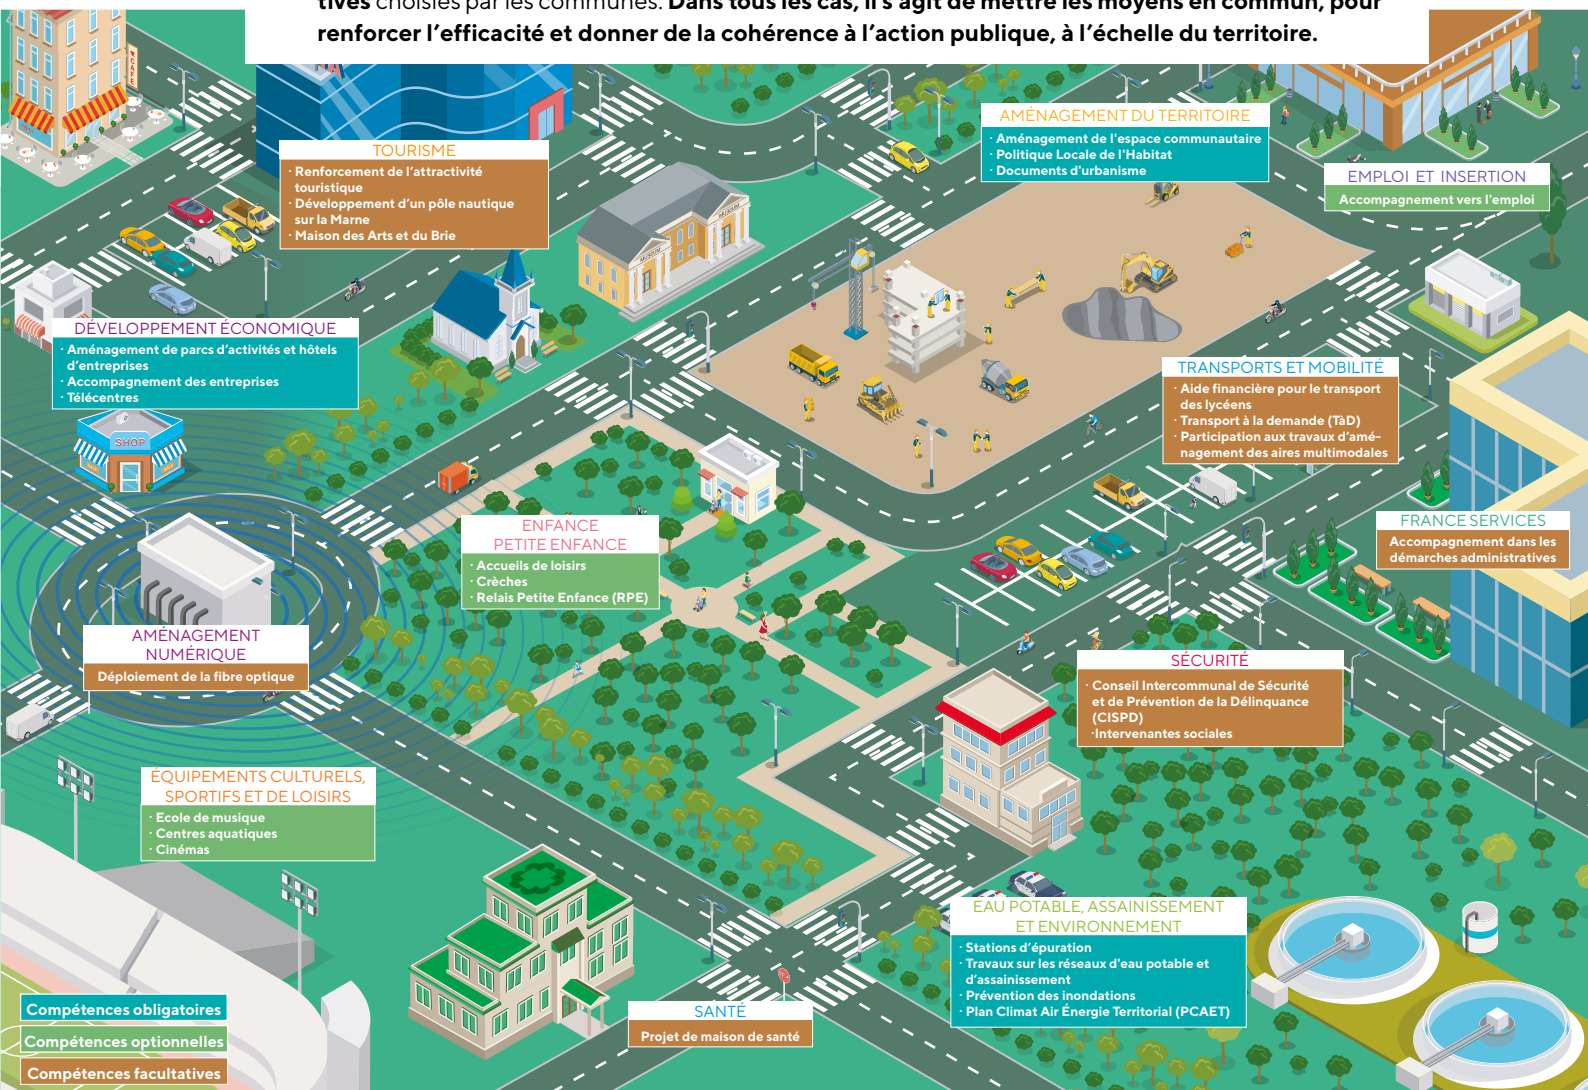 tives choisies par les communes. Dans tous les cas, il s'agit de mettre les moyens en commun, pour
renforcer l'efficacité et donner de la cohérence à l'action publique, à l'échelle du territoire.
CAFE
TOURISME
· Renforcement de l'attractivité
touristique
· Développement d'un pôle nautique
sur la Marne
· Maison des Arts et du Brie
AMÉNAGEMENT DU TERRITOIRE
· Aménagement de l'espace communautaire
· Politique Locale de l'Habitat
· Documents d'urbanisme
EMPLOI ET INSERTION
Accompagnement vers l'emploi
MUSEUM
MUSEUM
DÉVELOPPEMENT ÉCONOMIQUE
· Aménagement de parcs d'activités et hôtels
d'entreprises
· Accompagnement des entreprises
· Télécentres
SHOP
TRANSPORTS ET MOBILITÉ
· Aide financière pour le transport
des lycéens
· Transport à la demande (TàD)
· Participation aux travaux d'amé-
nagement des aires multimodales
ENFANCE
PETITE ENFANCE
· Accueils de loisirs
· Crèches
· Relais Petite Enfance (RPE)
FRANCE SERVICES
Accompagnement dans les
démarches administratives
AMÉNAGEMENT
NUMÉRIQUE
Déploiement de la fibre optique
SÉCURITÉ
· Conseil Intercommunal de Sécurité
et de Prévention de la Délinquance
(CISPD)
·Intervenantes sociales
ÉQUIPEMENTS CULTURELS,
SPORTIFS ET DE LOISIRS
· Ecole de musique
· Centres aquatiques
· Cinémas
EAU POTABLE, ASSAINISSEMENT
ET ENVIRONNEMENT
· Stations d'épuration
· Travaux sur les réseaux d'eau potable et
d'assainissement
· Prévention des inondations
· Plan Climat Air Énergie Territorial (PCAET)
SANTÉ
Projet de maison de santé
Compétences obligatoires
Compétences optionnelles
Compétences facultatives